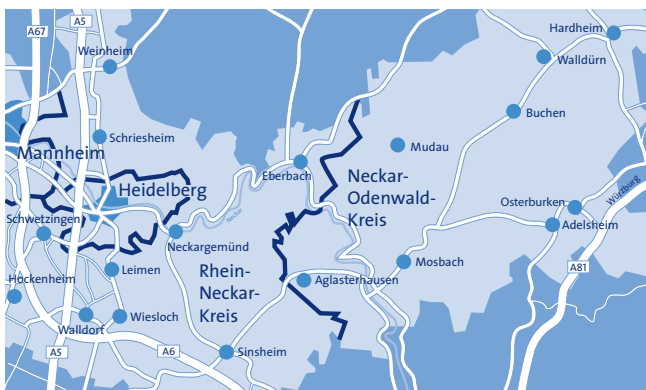 A67
A5
Hardheim
Weinheim
Walldürn
Buchen
Schriesheim
Mudau
Mannheim
Eberbach
Neckar-
Odenwald-
Kreis
Heidelberg
Würzburg
Osterburken
Schwetzingen
Neckar
Adelsheim
Neckargemünd
Mosbach
A81
Leimen
Rhein-
Neckar-
Kreis
Hockenheim
Aglasterhausen
Walldorf
Wiesloch
A5
A6
Sinsheim